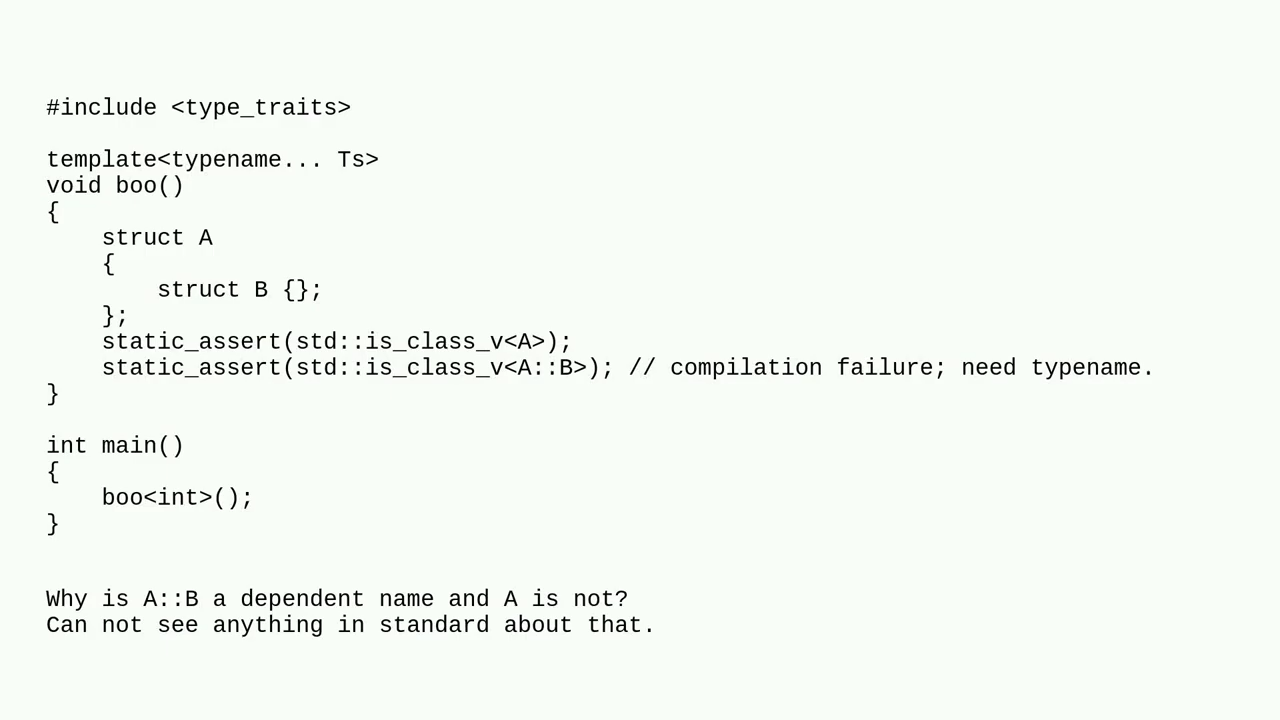 #include <type_traits>
template<typename... Ts>
void boo()
{
    struct A
    {
        struct B {};
    };
    static_assert(std::is_class_v<A>);
    static_assert(std::is_class_v<A::B>); // compilation failure; need typename.
}
int main()
{
    boo<int>();
}
Why is A::B a dependent name and A is not?
Can not see anything in standard about that.